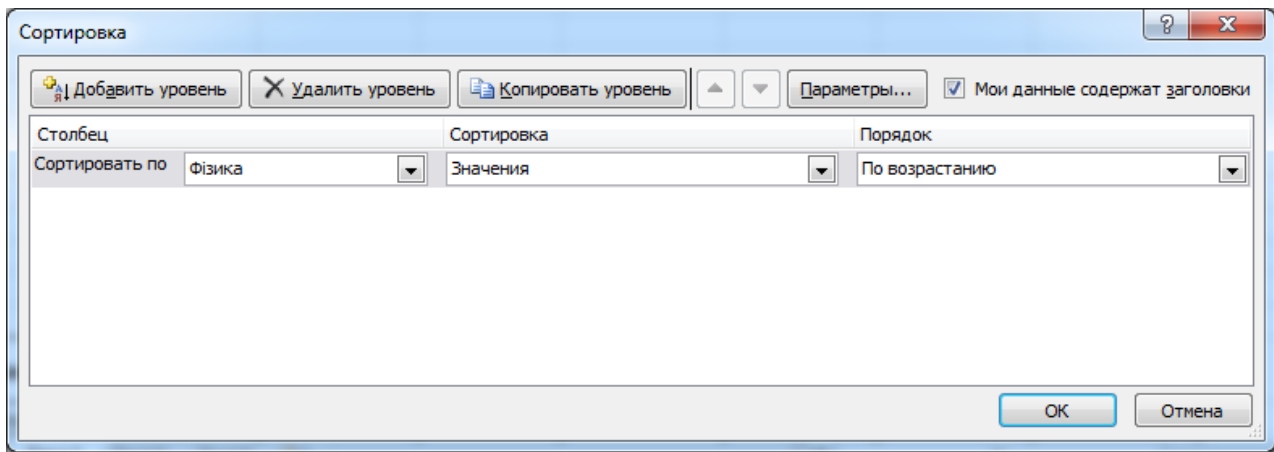 Сортировка
Добавить уровень Удалить уровень Копировать уровень Параметры... Мои данные содержат заголовки
Столбец Сортировка Порядок
Сортировать по Фізика Значения По возрастанию
ОК Отмена